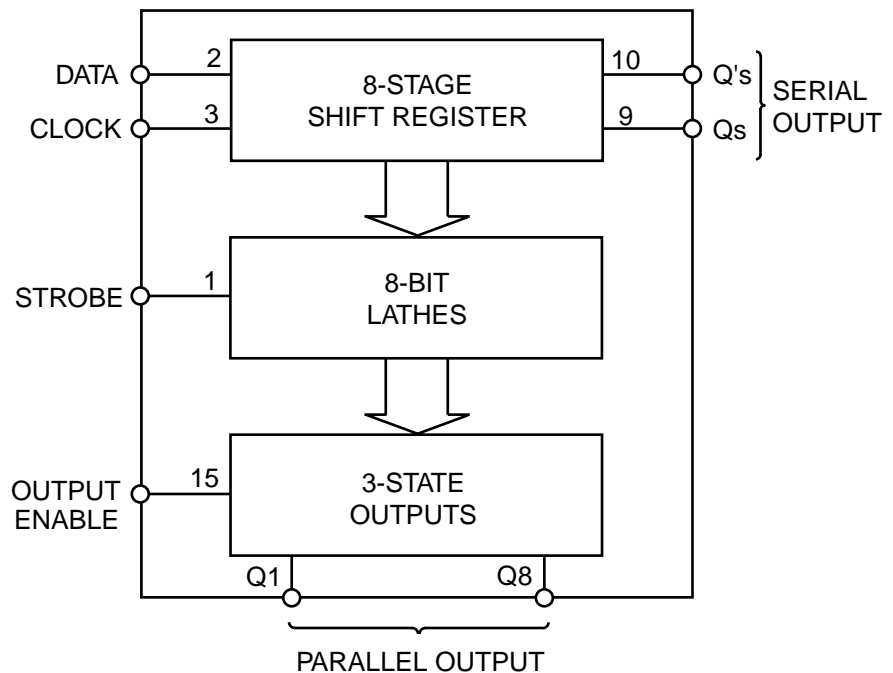 DATA
2
8-STAGE
SHIFT REGISTER
10
Q's
SERIAL
OUTPUT
CLOCK
3
9
Qs
STROBE
1
8-BIT
LATHES
OUTPUT
ENABLE
15
3-STATE
OUTPUTS
Q1
Q8
PARALLEL OUTPUT